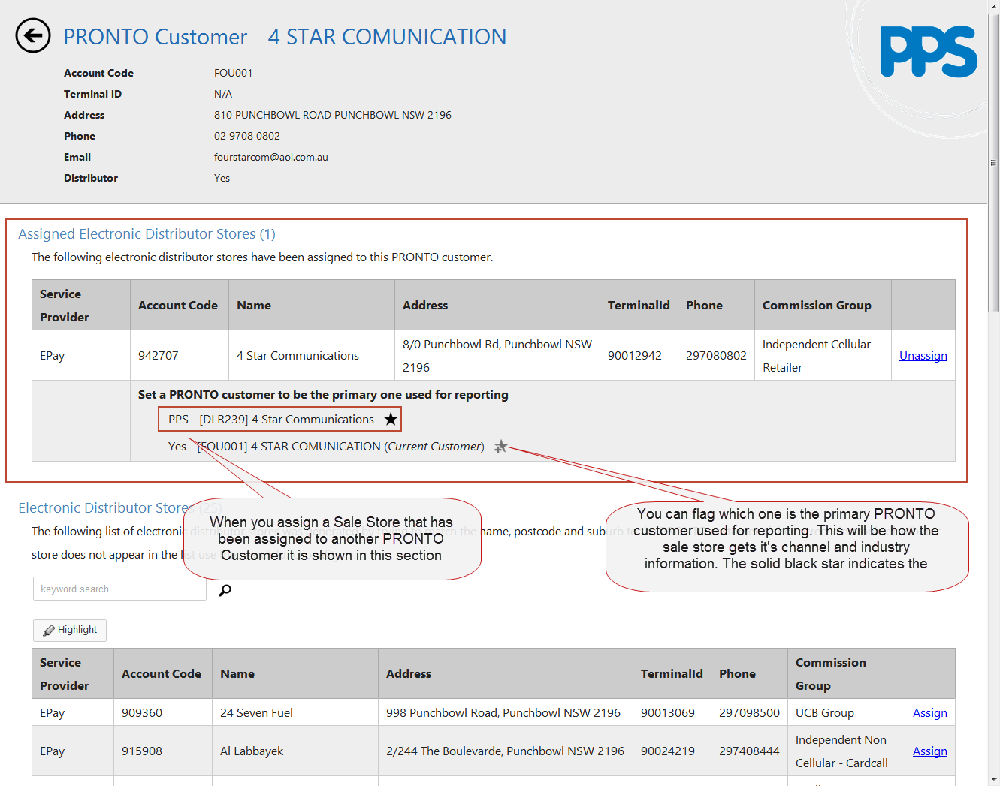 PRONTO Customer - 4 STAR COMUNICATION
PPS
Account Code FOU001
Terminal ID N/A
Address 810 PUNCHBOWL ROAD PUNCHBOWL NSW 2196
Phone 02 9708 0802
Email fourstarcom@aol.com.au
Distributor Yes
Assigned Electronic Distributor Stores (1)
The following electronic distributor stores have been assigned to this PRONTO customer.
Service
Provider
Account Code
Name
Address
TerminalId
Phone
Commission Group
EPay
942707
4 Star Communications
8/0 Punchbowl Rd, Punchbowl NSW
2196
90012942
297080802
Independent Cellular
Retailer
Unassign
Set a PRONTO customer to be the primary one used for reporting
PPS - [DLR239] 4 Star Communications
Yes - [FOU001] 4 STAR COMUNICATION (Current Customer)
When you assign a Sale Store that has
been assigned to another PRONTO
Customer it is shown in this section
You can flag which one is the primary PRONTO
customer used for reporting. This will be how the
sale store gets it's channel and industry
information. The solid black star indicates the
Electronic Distributor Stores (25)
The following list of electronic distributor stores was generated by trying to match the name, postcode and suburb
store does not appear in the list use
keyword search
Highlight
Service
Provider
Account Code
Name
Address
TerminalId
Phone
Commission
Group
EPay
909360
24 Seven Fuel
998 Punchbowl Road, Punchbowl NSW 2196
90013069
297098500
UCB Group
Assign
EPay
915908
Al Labbayek
2/244 The Boulevarde, Punchbowl NSW 2196
90024219
297408444
Independent Non
Cellular - Cardcall
Assign